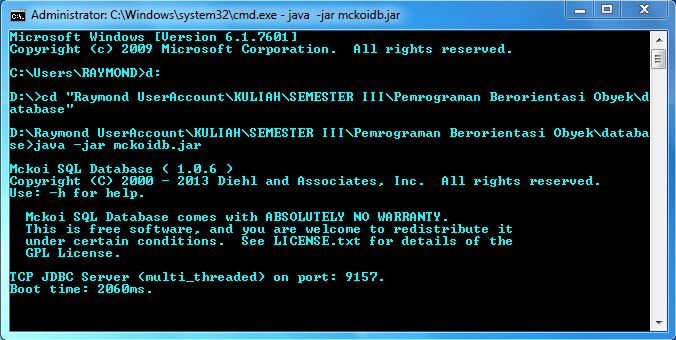 Administrator: C:\Windows\system32\cmd.exe - java -jar mckoidb.jar
Microsoft Windows [Version 6.1.7601]
Copyright (c) 2009 Microsoft Corporation.  All rights reserved.
C:\Users\RAYMOND>d:
D:\>cd "Raymond UserAccount\KULIAH\SEMESTER III\Pemrograman Berorientasi Obyek\d
atabase"
D:\Raymond UserAccount\KULIAH\SEMESTER III\Pemrograman Berorientasi Obyek\databa
se>java -jar mckoidb.jar
Mckoi SQL Database ( 1.0.6 )
Copyright (C) 2000 - 2013 Diehl and Associates, Inc.  All rights reserved.
Use: -h for help.
Mckoi SQL Database comes with ABSOLUTELY NO WARRANTY.
This is free software, and you are welcome to redistribute it
under certain conditions.  See LICENSE.txt for details of the
GPL License.
TCP JDBC Server (multi_threaded) on port: 9157.
Boot time: 2060ms.